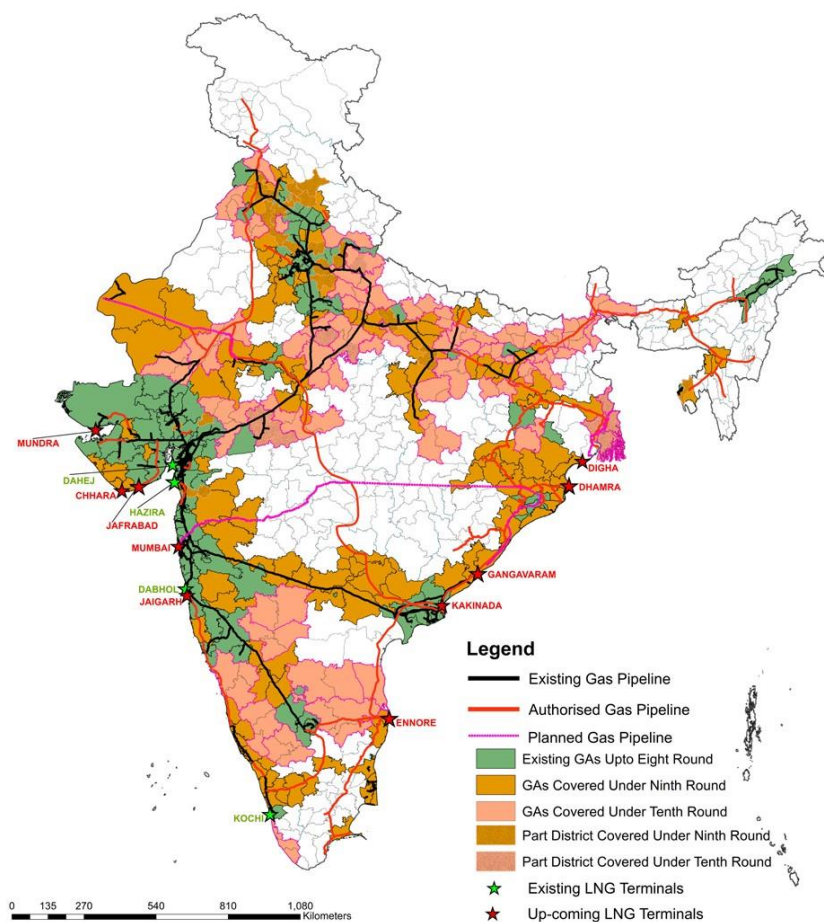 MUNDRA
DAHEJ
CHHARA
HAZIRA
JAFRABAD
MUMBAI
DABHOL
JAIGARH
DIGHA
DHAMRA
GANGAVARAM
KAKINADA
ENNORE
KOCHI
Legend
Existing Gas Pipeline
Authorised Gas Pipeline
Planned Gas Pipeline
Existing GAs Upto Eight Round
GAs Covered Under Ninth Round
GAs Covered Under Tenth Round
Part District Covered Under Ninth Round
Part District Covered Under Tenth Round
Existing LNG Terminals
Up-coming LNG Terminals
0 135 270 540 810 1,080
Kilometers